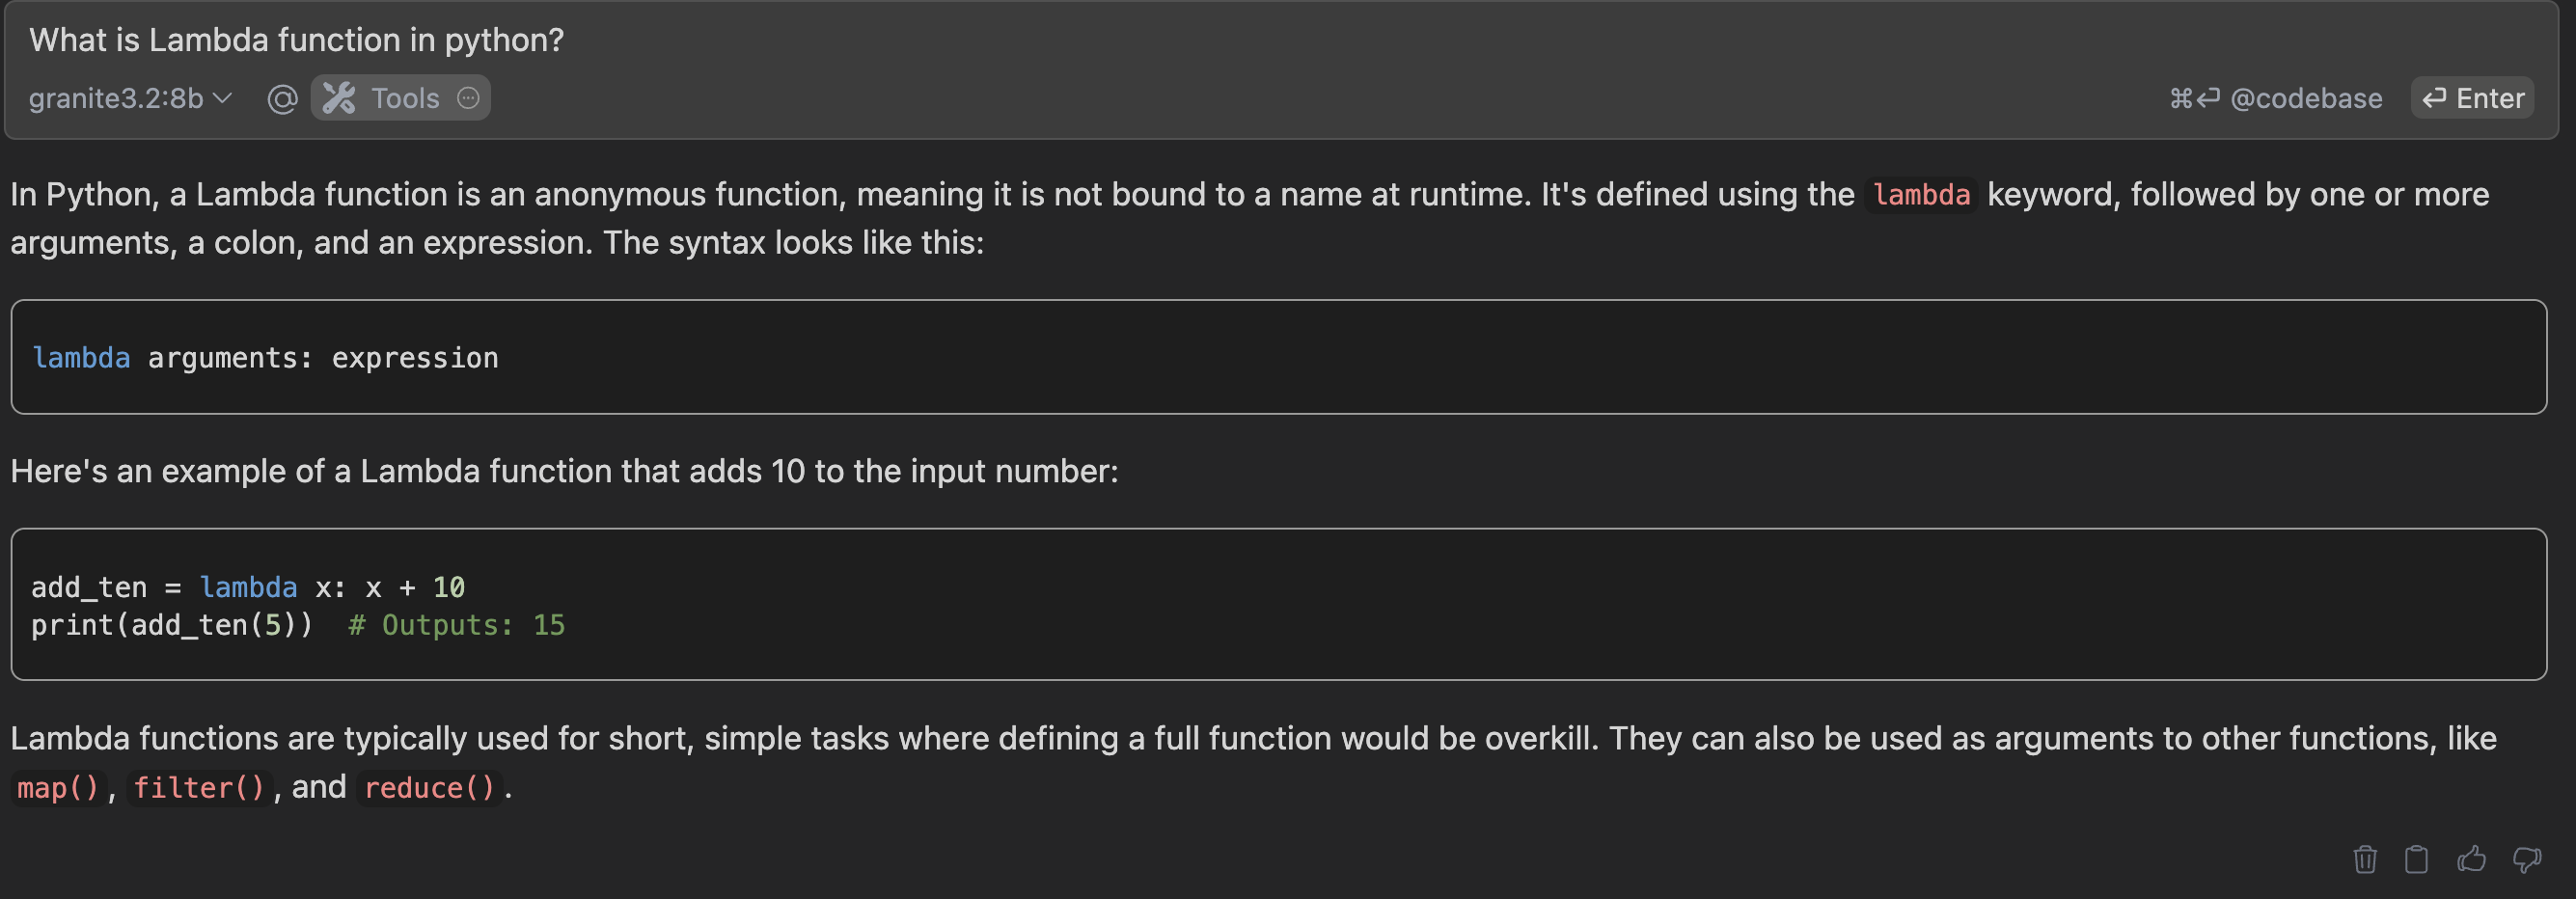 What is Lambda function in python?
granite3.2:8b @ Tools ⌘⏎ @codebase ⏎ Enter
In Python, a Lambda function is an anonymous function, meaning it is not bound to a name at runtime. It's defined using the lambda keyword, followed by one or more
arguments, a colon, and an expression. The syntax looks like this:
lambda arguments: expression
Here's an example of a Lambda function that adds 10 to the input number:
add_ten = lambda x: x + 10
print(add_ten(5))  # Outputs: 15
Lambda functions are typically used for short, simple tasks where defining a full function would be overkill. They can also be used as arguments to other functions, like
map(), filter(), and reduce().